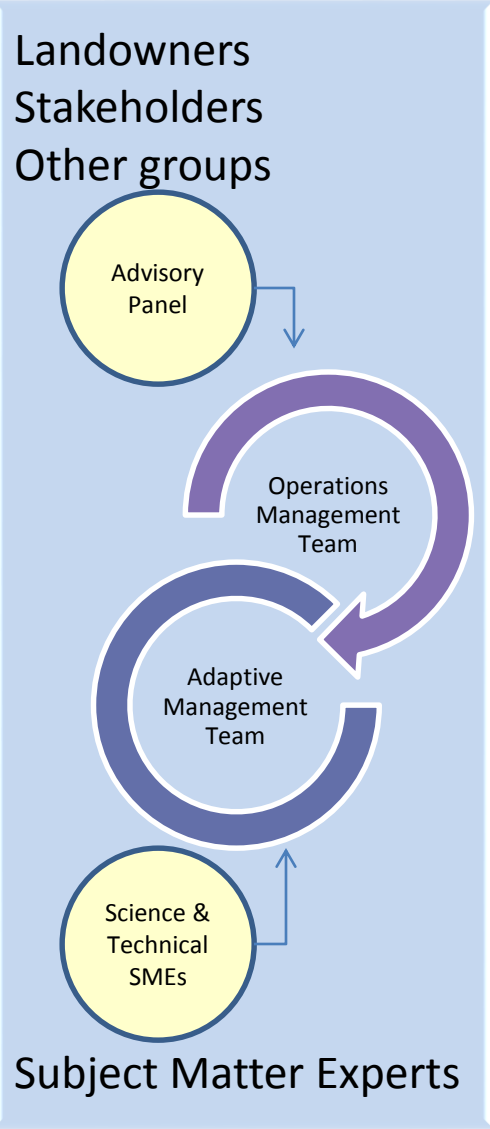 Landowners
Stakeholders
Other groups
Advisory
Panel
Operations
Management
Team
Adaptive
Management
Team
Science &
Technical
SMEs
Subject Matter Experts